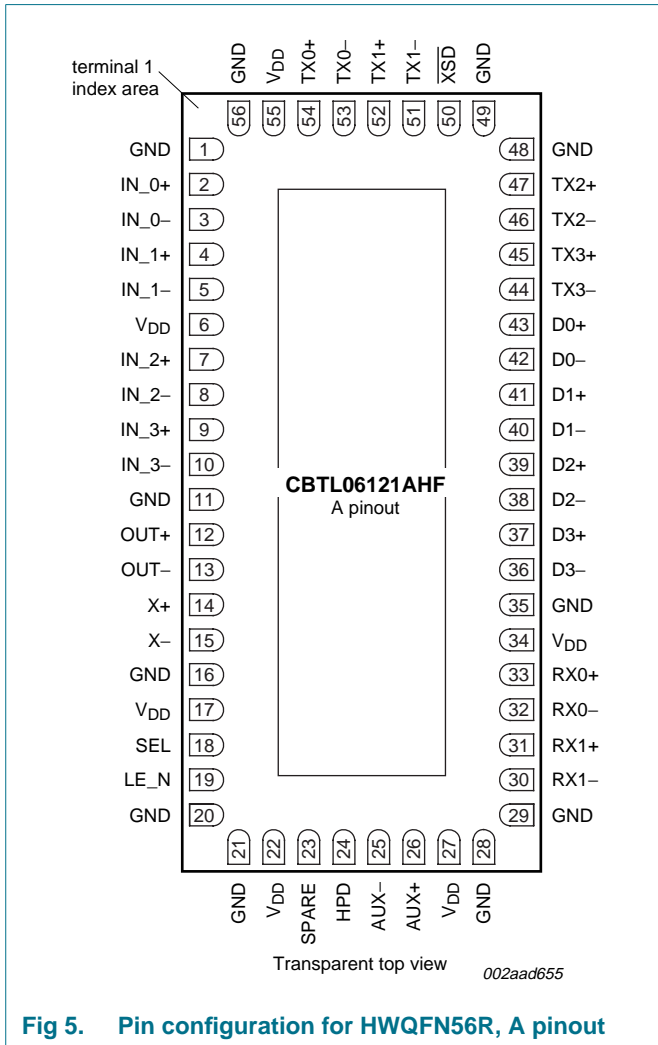 terminal 1
index area
GND
VDD
TX0+
TX0−
TX1+
TX1−
XSD
GND
56
55
54
53
52
51
50
49
GND 1
IN_0+ 2
IN_0− 3
IN_1+ 4
IN_1− 5
VDD 6
IN_2+ 7
IN_2− 8
IN_3+ 9
IN_3− 10
GND 11
OUT+ 12
OUT− 13
X+ 14
X− 15
GND 16
VDD 17
SEL 18
LE_N 19
GND 20
48 GND
47 TX2+
46 TX2−
45 TX3+
44 TX3−
43 D0+
42 D0−
41 D1+
40 D1−
39 D2+
38 D2−
37 D3+
36 D3−
35 GND
34 VDD
33 RX0+
32 RX0−
31 RX1+
30 RX1−
29 GND
CBTL06121AHF
A pinout
21
22
23
24
25
26
27
28
GND
VDD
SPARE
HPD
AUX−
AUX+
VDD
GND
Transparent top view
002aad655
Fig 5. Pin configuration for HWQFN56R, A pinout